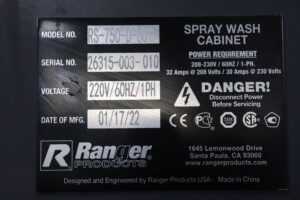 MODEL NO.
SPRAY WASH
CABINET
POWER REQUIREMENT
208-230V / 60HZ / 1-PH.
32 Amps @ 208 Volts / 30 Amps @ 230 Volts
SERIAL NO.
26315-003-010
VOLTAGE
220V/60HZ/1PH
DANGER!
Disconnect Power
Before Servicing
DATE OF MFG.
01/17/22
R Ranger
PRODUCTS
1645 Lemonwood Drive
Santa Paula, CA 93060
www.rangerproducts.com
Designed and Engineered by Ranger Products USA - Made in China